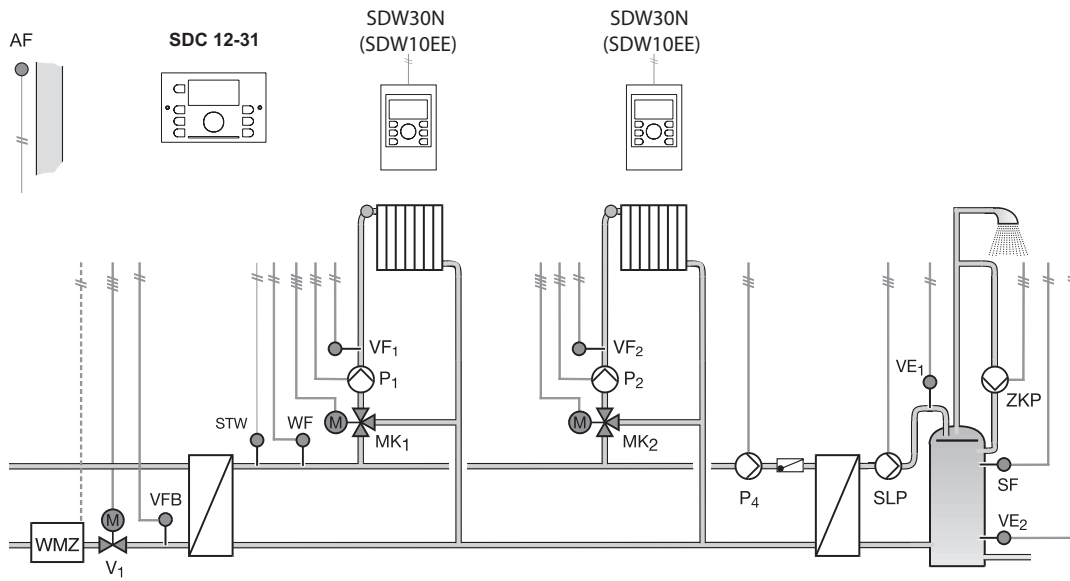 AF
SDC 12-31
SDW30N
(SDW10EE)
SDW30N
(SDW10EE)
VF1
VF2
P1
P2
VE1
ZKP
STW
WF
M
MK1
M
MK2
VFB
M
WMZ
V1
P4
SLP
SF
VE2